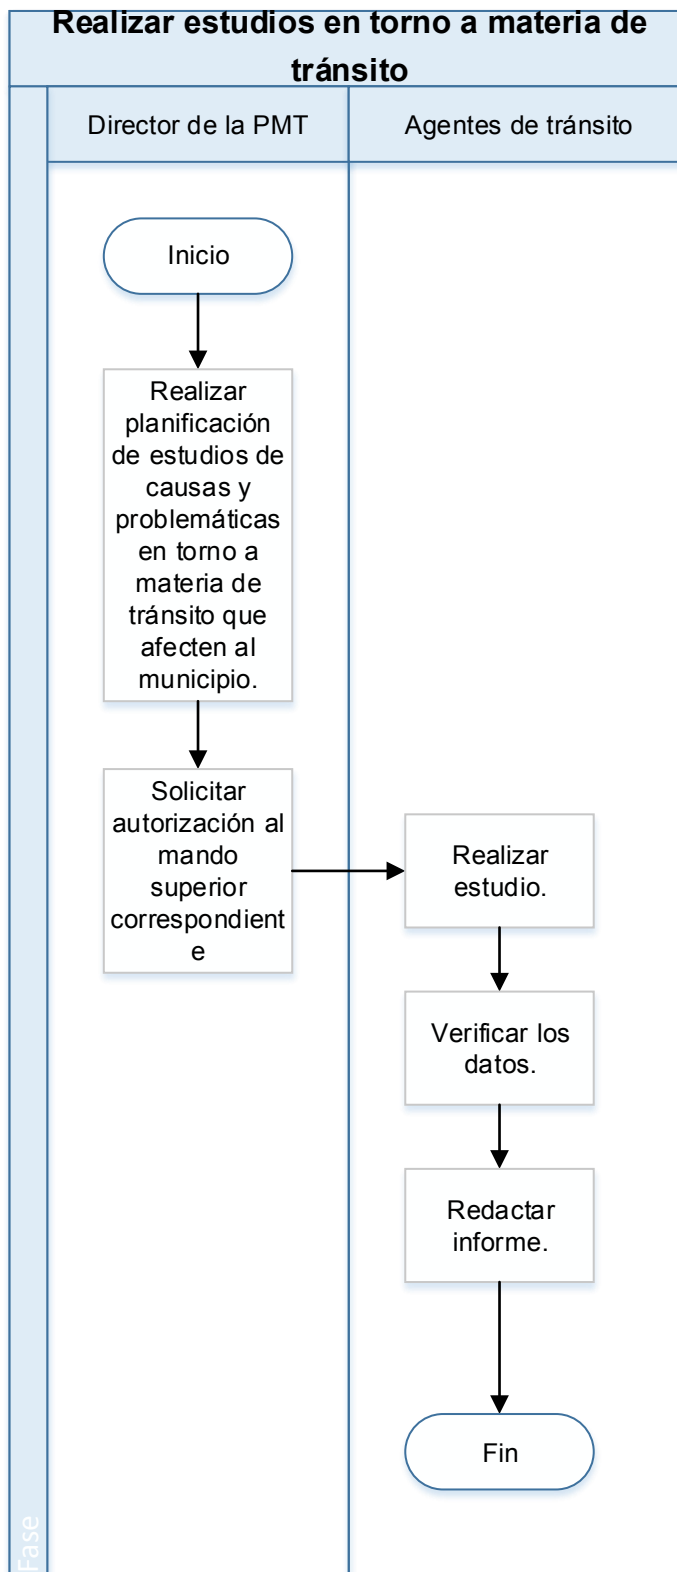 Realizar estudios en torno a materia de
tránsito
Director de la PMT
Agentes de tránsito
Inicio
Realizar
planificación
de estudios de
causas y
problemáticas
en torno a
materia de
tránsito que
afecten al
municipio.
Solicitar
autorización al
mando
superior
correspondient
e
Realizar
estudio.
Verificar los
datos.
Redactar
informe.
Fin
Fase